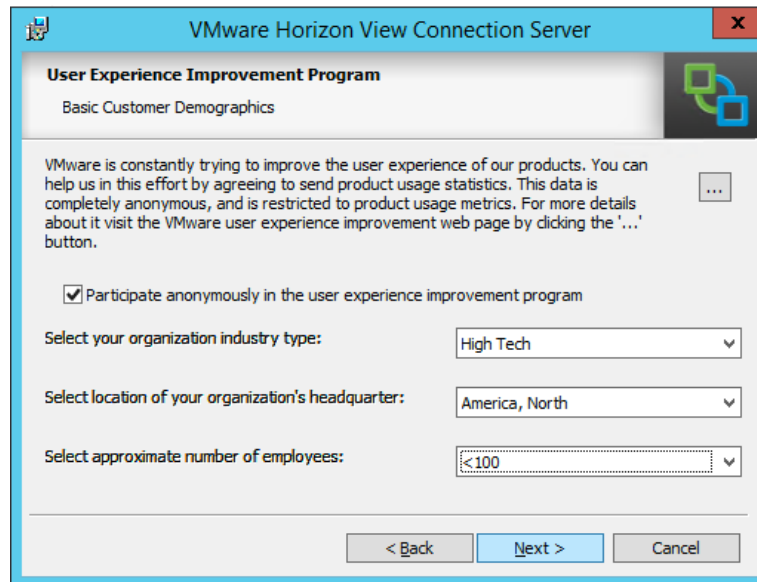 VMware Horizon View Connection Server
x
User Experience Improvement Program
Basic Customer Demographics
VMware is constantly trying to improve the user experience of our products. You can
help us in this effort by agreeing to send product usage statistics. This data is
completely anonymous, and is restricted to product usage metrics. For more details
about it visit the VMware user experience improvement web page by clicking the '...'
button.
...
Participate anonymously in the user experience improvement program
Select your organization industry type: High Tech
Select location of your organization's headquarter: America, North
Select approximate number of employees: <100
< Back Next > Cancel